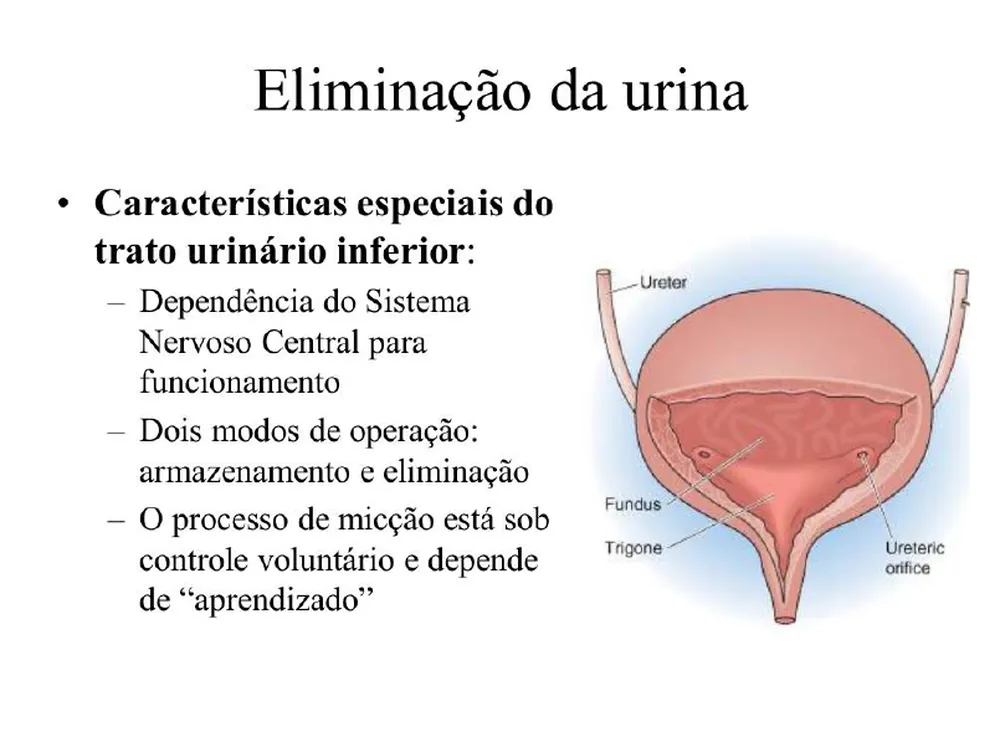 Eliminação da urina
• Características especiais do
trato urinário inferior:
– Dependência do Sistema
Nervoso Central para
funcionamento
– Dois modos de operação:
armazenamento e eliminação
– O processo de micção está sob
controle voluntário e depende
de “aprendizado”
Ureter
Fundus
Trigone
Ureteric
orifice